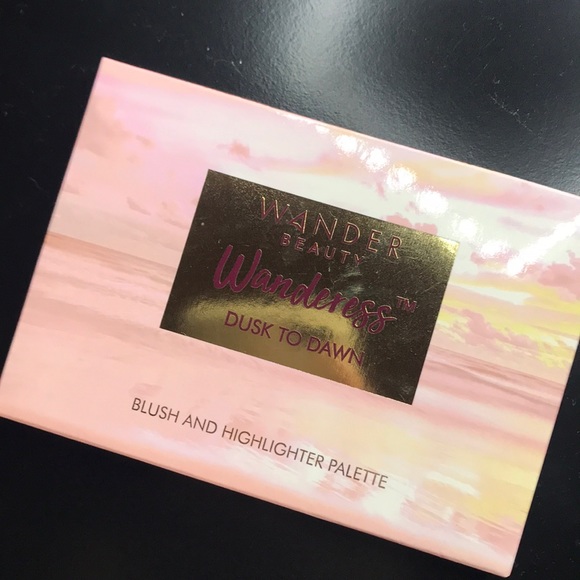 WANDER
BEAUTY
Wanderess™
DUSK TO DAWN
BLUSH AND HIGHLIGHTER PALETTE